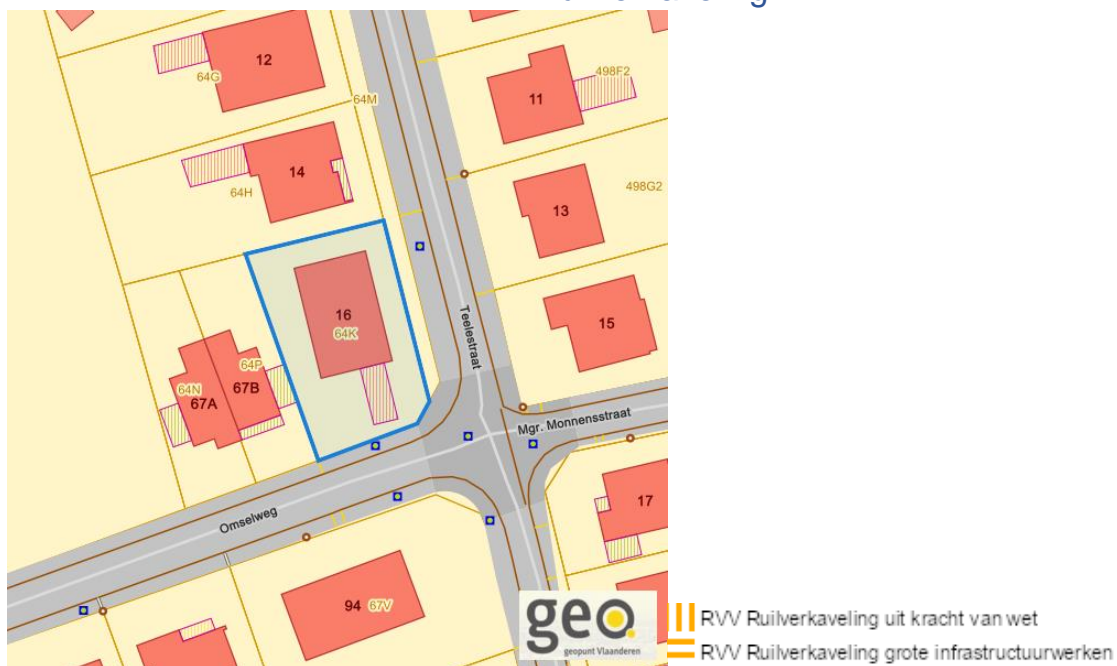 12
64G
64M
11
498F2
14
64H
13
498G2
16
64K
Teelestraat
15
64P
64N
67B
67A
Mgr. Monnensstraat
Omselweg
17
94 67V
geo.
geopunt Vlaanderen
RVV Ruilverkaveling uit kracht van wet
RVV Ruilverkaveling grote infrastructuurwerken